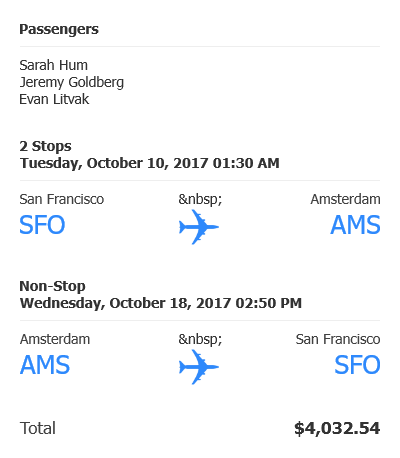 Passengers
Sarah Hum
Jeremy Goldberg
Evan Litvak
2 Stops
Tuesday, October 10, 2017 01:30 AM
San Francisco &nbsp; Amsterdam
SFO AMS
Non-Stop
Wednesday, October 18, 2017 02:50 PM
Amsterdam &nbsp; San Francisco
AMS SFO
Total $4,032.54